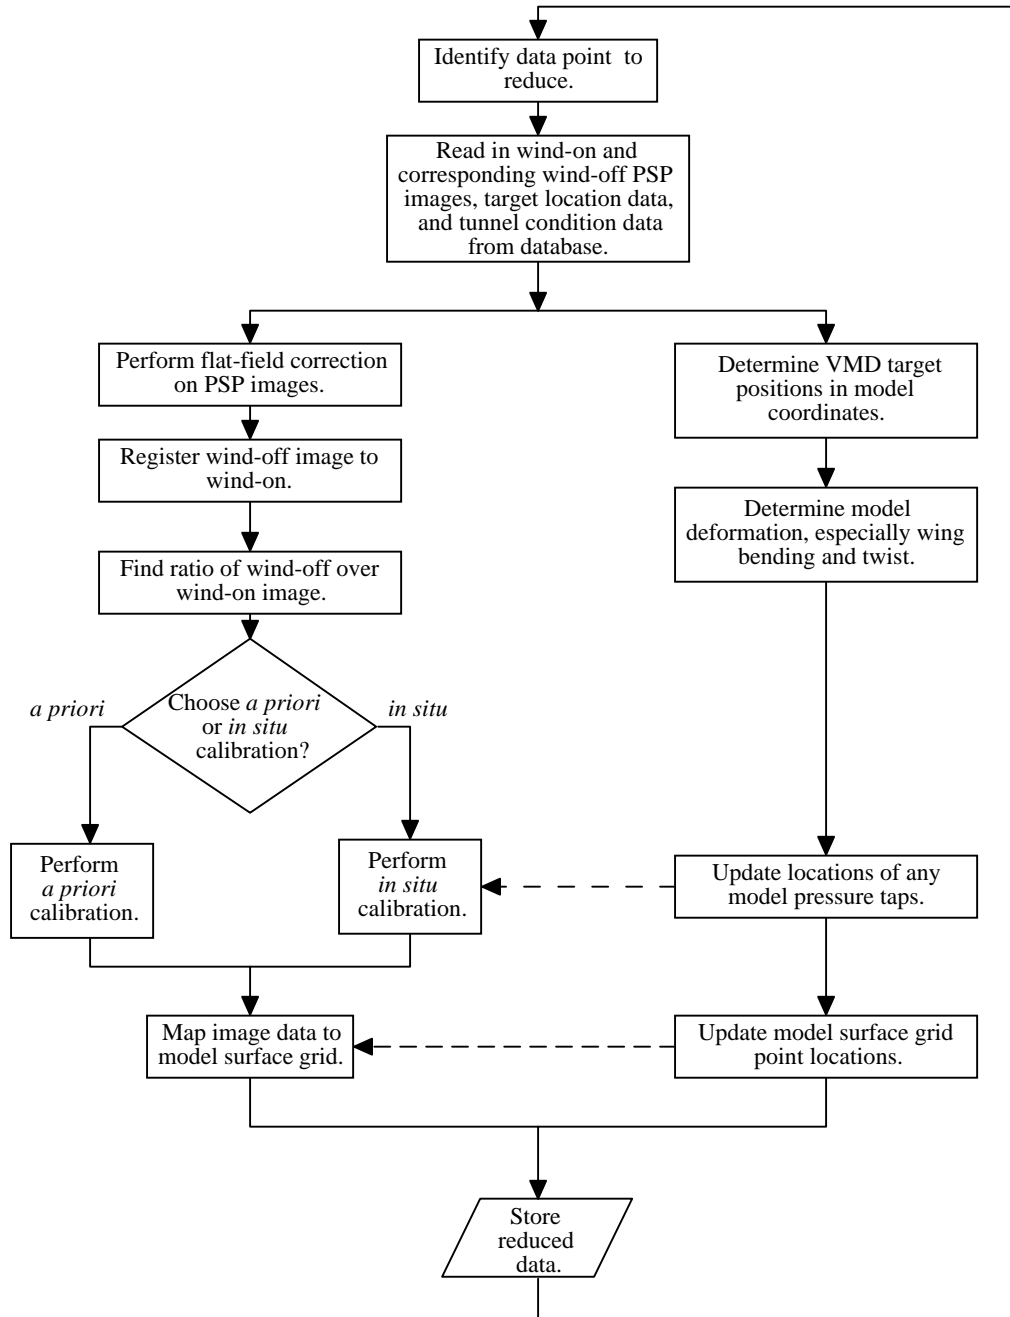 Identify data point to
reduce.
Read in wind-on and
corresponding wind-off PSP
images, target location data,
and tunnel condition data
from database.
Perform flat-field correction
on PSP images.
Register wind-off image to
wind-on.
Find ratio of wind-off over
wind-on image.
Choose a priori
or in situ
calibration?
a priori
in situ
Perform
a priori
calibration.
Perform
in situ
calibration.
Map image data to
model surface grid.
Determine VMD target
positions in model
coordinates.
Determine model
deformation, especially wing
bending and twist.
Update locations of any
model pressure taps.
Update model surface grid
point locations.
Store
reduced
data.